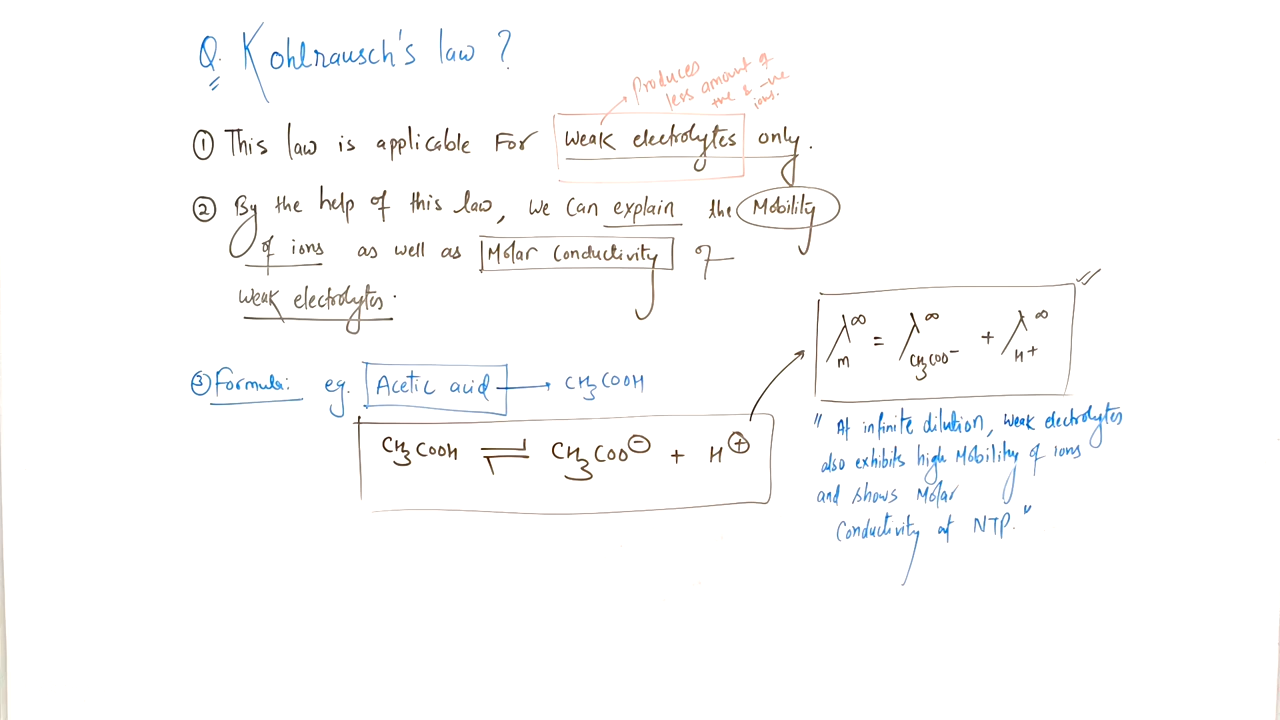 Q. Kohlrausch's law ?
Produces
less amount of
+ve & -ve
ions.
① This law is applicable For weak electrolytes only.
② By the help of this law, we can explain the Mobility
of ions as well as Molar Conductivity of
weak electrolytes.
③ Formula: eg. Acetic acid → CH3COOH
CH3COOH ⇌ CH3COO⊖ + H⊕
λ∞m = λ∞CH3COO− + λ∞H+
" At infinite dilution, weak electrolytes
also exhibits high Mobility of ions
and shows Molar
Conductivity at NTP."